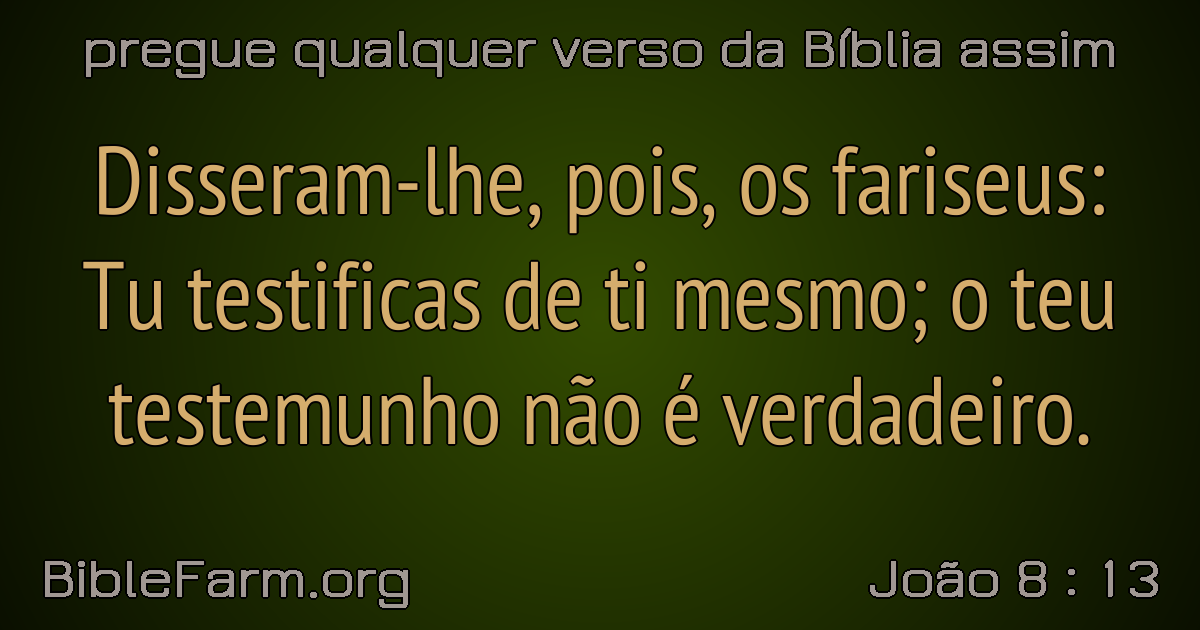 pregue qualquer verso da Bíblia assim
Disseram-lhe, pois, os fariseus:
Tu testificas de ti mesmo; o teu
testemunho não é verdadeiro.
BibleFarm.org
João 8 : 13